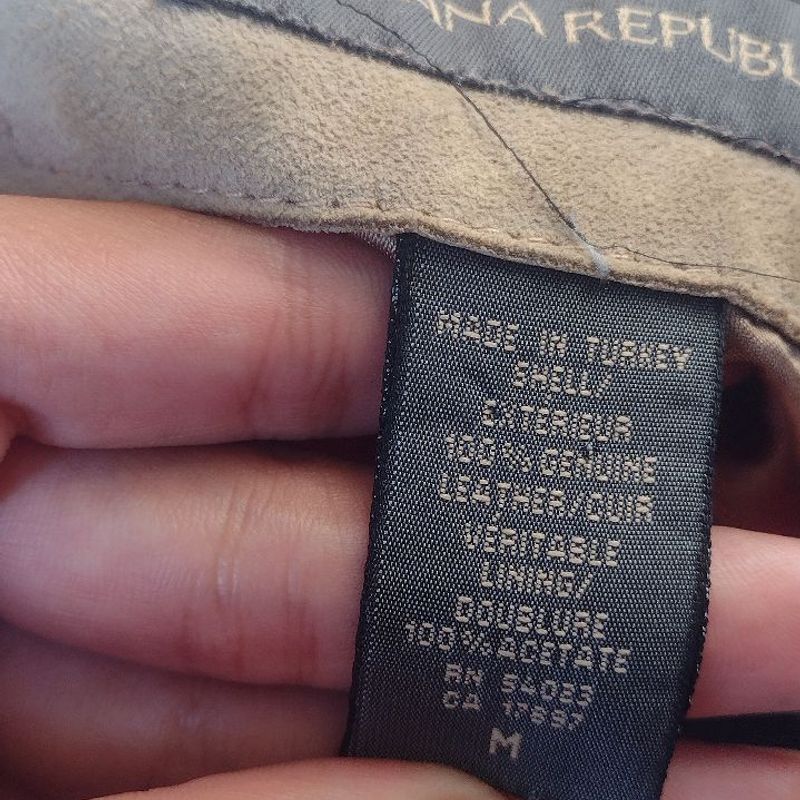 ANA REPUBL
MADE IN TURKEY
SHELL/
EXTERIEUR
100% GENUINE
LEATHER/CUIR
VERITABLE
LINING/
DOUBLURE
100% ACETATE
RN 54023
CA 17897
M